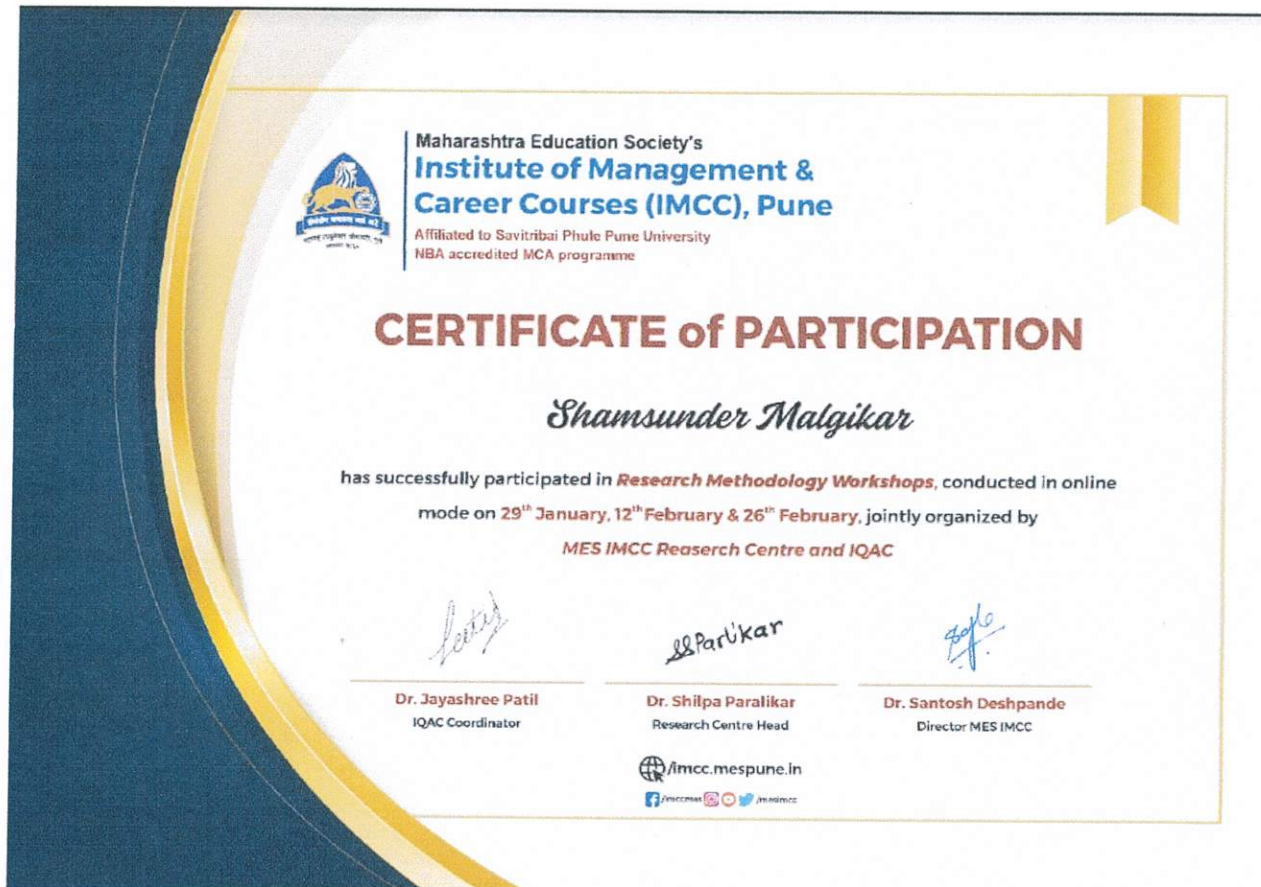 Maharashtra Education Society's
Institute of Management &
Career Courses (IMCC), Pune
Affiliated to Savitribai Phule Pune University
NBA accredited MCA programme
CERTIFICATE of PARTICIPATION
Shamsunder Malgikar
has successfully participated in Research Methodology Workshops, conducted in online
mode on 29th January, 12th February & 26th February, jointly organized by
MES IMCC Reaserch Centre and IQAC
SSParlikar
Dr. Jayashree Patil
IQAC Coordinator
Dr. Shilpa Paralikar
Research Centre Head
Dr. Santosh Deshpande
Director MES IMCC
/imcc.mespune.in
/imccmes /mesimcc